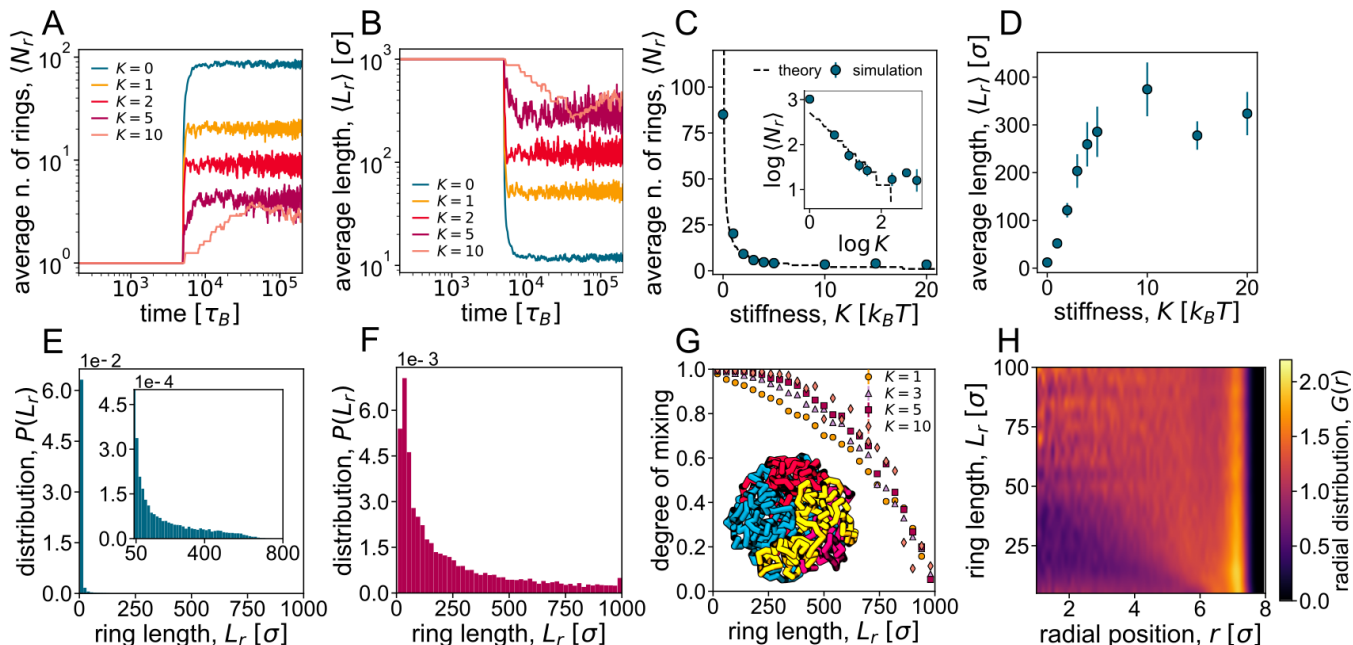 A
average n. of rings, ⟨N_r⟩
10^2
10^1
10^0
K = 0
K = 1
K = 2
K = 5
K = 10
10^3 10^4 10^5
time [τ_B]
B
average length, ⟨L_r⟩ [σ]
10^3
10^2
10^1
K = 0
K = 1
K = 2
K = 5
K = 10
10^3 10^4 10^5
time [τ_B]
C
average n. of rings, ⟨N_r⟩
100
75
50
25
0
theory simulation
log ⟨N_r⟩
3
2
1
0 2
log K
0 10 20
stiffness, K [k_BT]
D
average length, ⟨L_r⟩ [σ]
400
300
200
100
0
0 5 10 15 20
stiffness, K [k_BT]
E
1e-2
distribution, P(L_r)
6.0
4.5
3.0
1.5
0.0
1e-4
4.5
3.0
1.5
0.0
50 400 800
0 250 500 750 1000
ring length, L_r [σ]
F
1e-3
distribution, P(L_r)
6.0
4.5
3.0
1.5
0.0
0 250 500 750 1000
ring length, L_r [σ]
G
degree of mixing
1.0
0.8
0.6
0.4
0.2
0.0
K = 1
K = 3
K = 5
K = 10
0 250 500 750 1000
ring length, L_r [σ]
H
ring length, L_r [σ]
100
75
50
25
2 4 6 8
radial position, r [σ]
2.0
1.5
1.0
0.5
0.0
radial distribution, G(r)